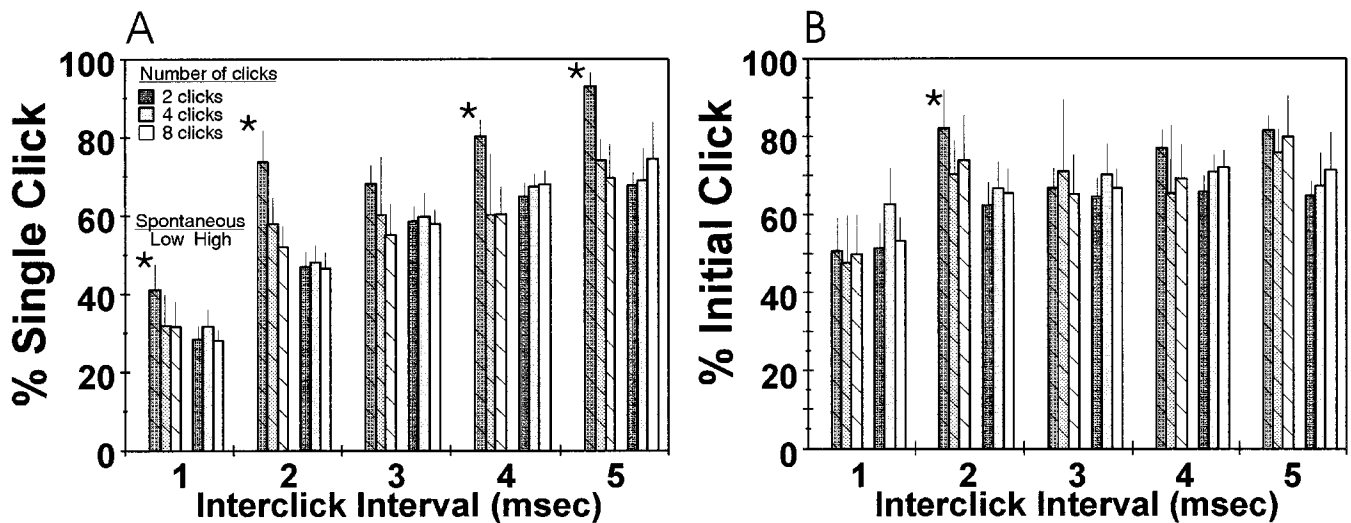 A
% Single Click
100
80
60
40
20
0
Number of clicks
2 clicks
4 clicks
8 clicks
Spontaneous
Low High
*
*
*
*
1 2 3 4 5
Interclick Interval (msec)
B
% Initial Click
100
80
60
40
20
0
*
1 2 3 4 5
Interclick Interval (msec)